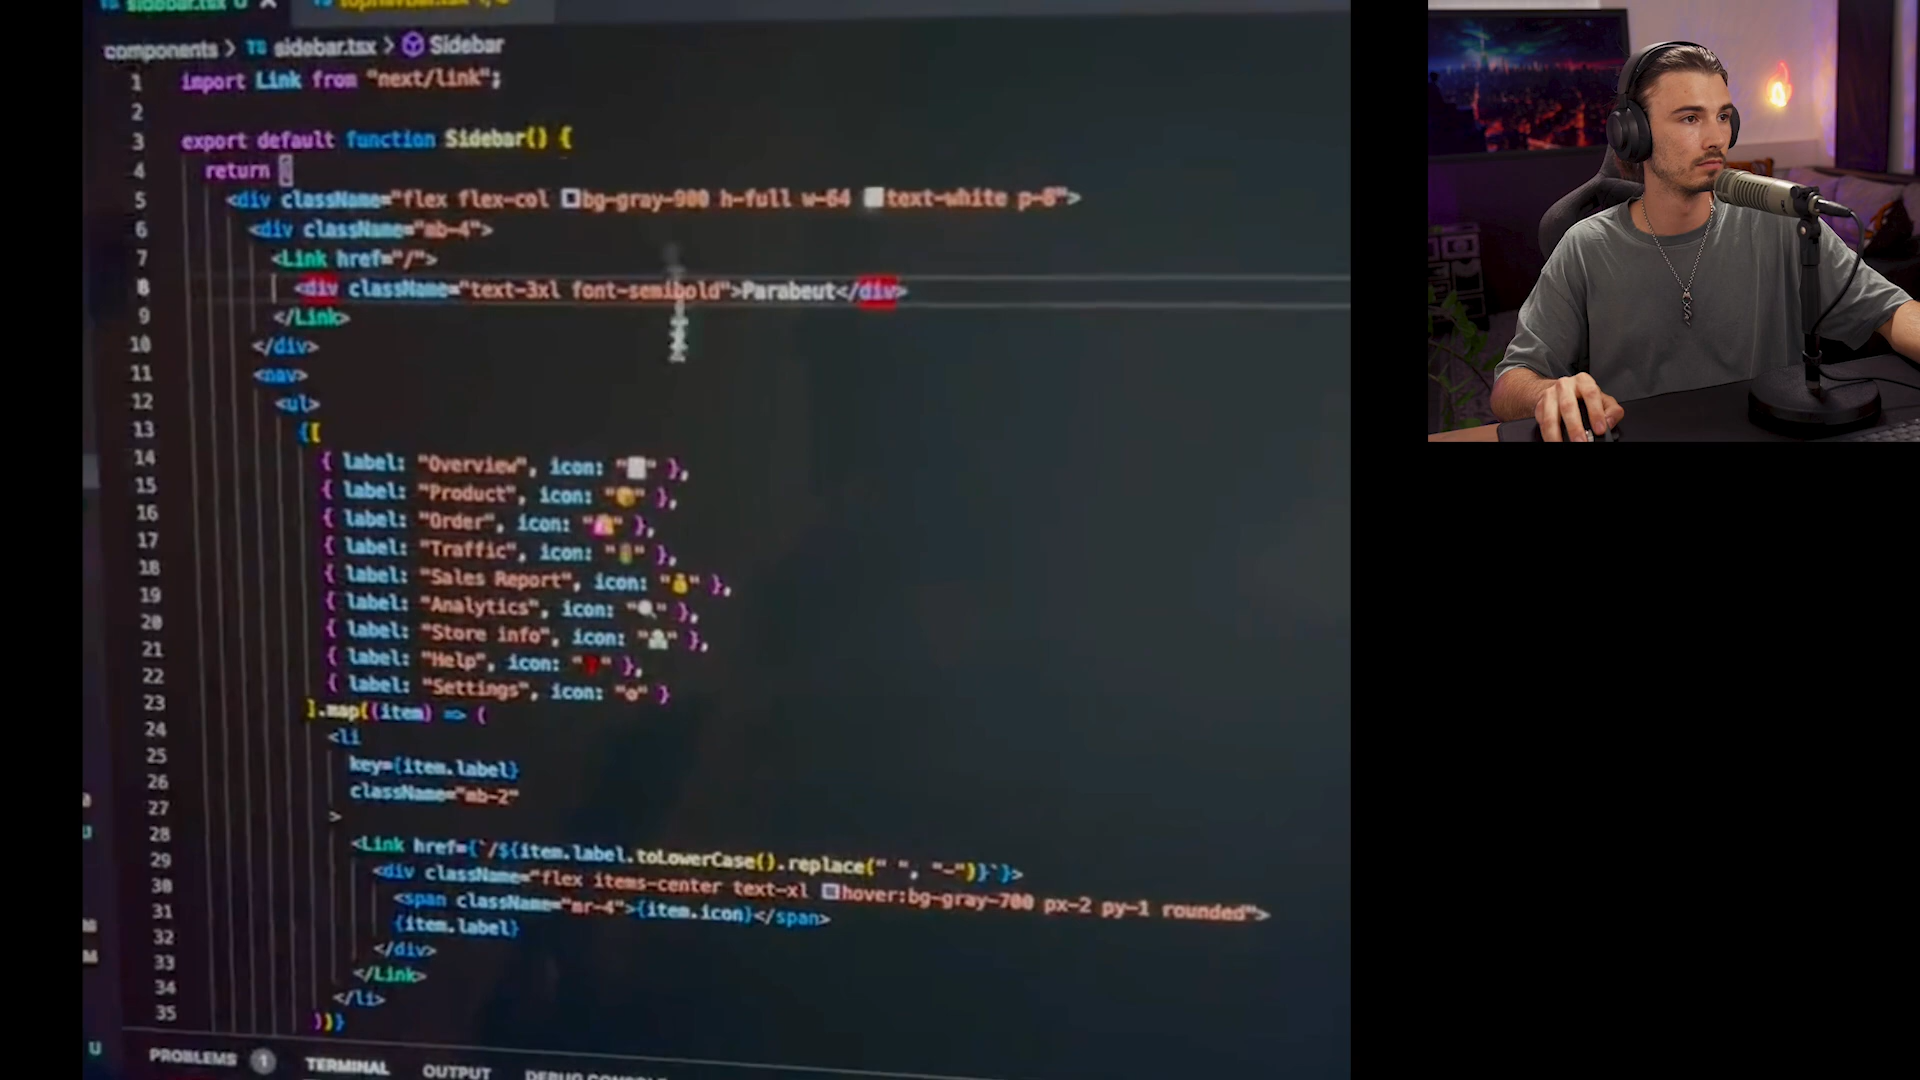 sidebar.tsx U
topnavbar.tsx
components > TS sidebar.tsx > Sidebar
1 import Link from "next/link";
2
3 export default function Sidebar() {
4 return (
5 <div className="flex flex-col bg-gray-900 h-full w-64 text-white p-8">
6 <div className="mb-4">
7 <Link href="/">
8 <div className="text-3xl font-semibold">Parabeut</div>
9 </Link>
10 </div>
11 <nav>
12 <ul>
13 {[
14 { label: "Overview", icon: "" },
15 { label: "Product", icon: "" },
16 { label: "Order", icon: "🛍️" },
17 { label: "Traffic", icon: "🚦" },
18 { label: "Sales Report", icon: "💰" },
19 { label: "Analytics", icon: "🔍" },
20 { label: "Store info", icon: "" },
21 { label: "Help", icon: "❓" },
22 { label: "Settings", icon: "⚙" }
23 ].map((item) => (
24 <li
25 key={item.label}
26 className="mb-2"
27 >
28 <Link href={`/${item.label.toLowerCase().replace(" ", "-")}`}>
29 <div className="flex items-center text-xl hover:bg-gray-700 px-2 py-1 rounded">
30 <span className="mr-4">{item.icon}</span>
31 {item.label}
32 </div>
33 </Link>
34 </li>
35 ))}
U
M
M
U
PROBLEMS 1 TERMINAL OUTPUT DEBUG CONSOLE